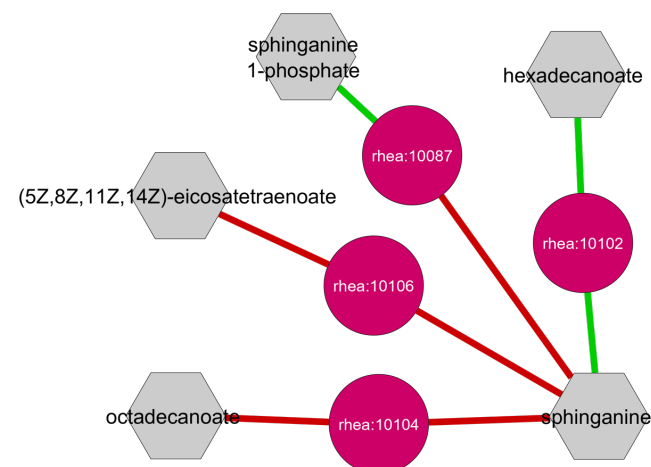 sphinganine
1-phosphate
hexadecanoate
rhea:10087
(5Z,8Z,11Z,14Z)-eicosatetraenoate
rhea:10102
rhea:10106
octadecanoate
rhea:10104
sphinganine